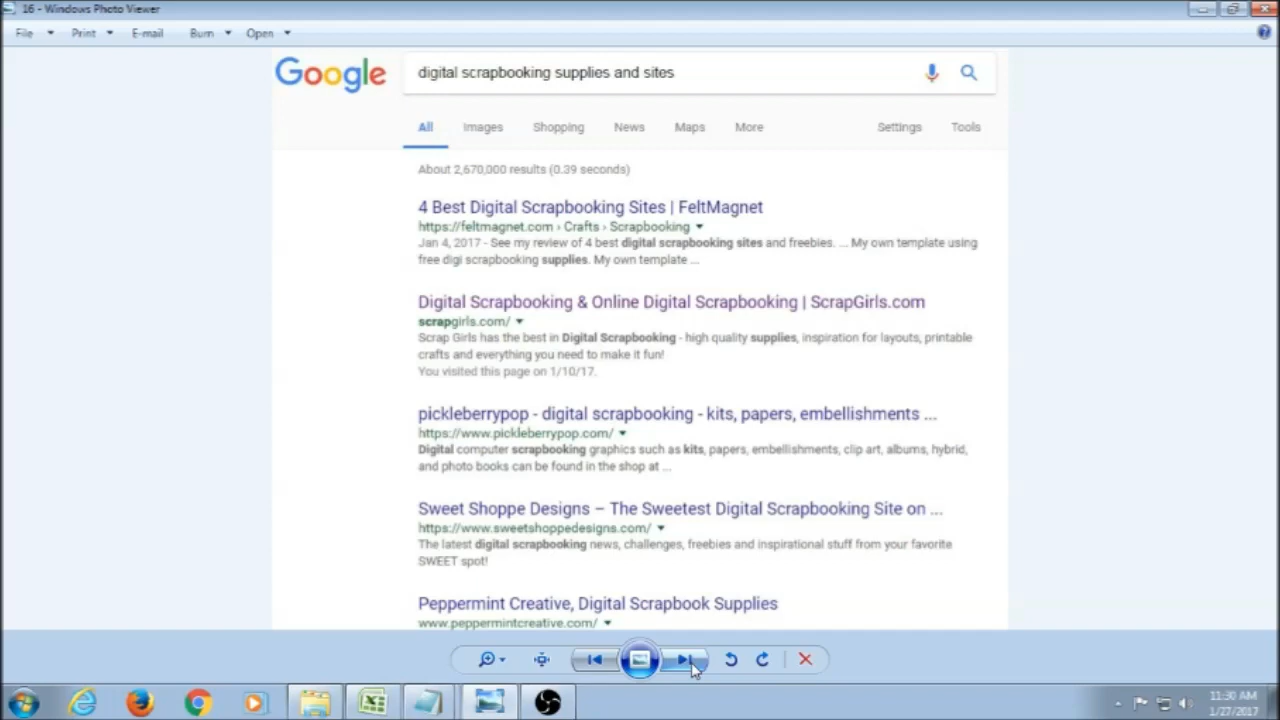 16 - Windows Photo Viewer
File Print E-mail Burn Open
Google digital scrapbooking supplies and sites
All Images Shopping News Maps More Settings Tools
About 2,670,000 results (0.39 seconds)
4 Best Digital Scrapbooking Sites | FeltMagnet
https://feltmagnet.com › Crafts › Scrapbooking
Jan 4, 2017 - See my review of 4 best digital scrapbooking sites and freebies. ... My own template using
free digi scrapbooking supplies. My own template ...
Digital Scrapbooking & Online Digital Scrapbooking | ScrapGirls.com
scrapgirls.com/
Scrap Girls has the best in Digital Scrapbooking - high quality supplies, inspiration for layouts, printable
crafts and everything you need to make it fun!
You visited this page on 1/10/17.
pickleberrypop - digital scrapbooking - kits, papers, embellishments ...
https://www.pickleberrypop.com/
Digital computer scrapbooking graphics such as kits, papers, embellishments, clip art, albums, hybrid,
and photo books can be found in the shop at ...
Sweet Shoppe Designs – The Sweetest Digital Scrapbooking Site on ...
https://www.sweetshoppedesigns.com/
The latest digital scrapbooking news, challenges, freebies and inspirational stuff from your favorite
SWEET spot!
Peppermint Creative, Digital Scrapbook Supplies
www.peppermintcreative.com/
11:30 AM
1/27/2017